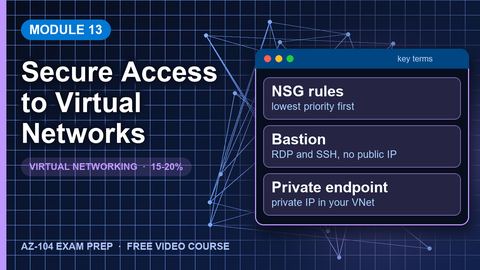 MODULE 13
Secure Access
to Virtual
Networks
VIRTUAL NETWORKING · 15-20%
AZ-104 EXAM PREP · FREE VIDEO COURSE
key terms
NSG rules
lowest priority first
Bastion
RDP and SSH, no public IP
Private endpoint
private IP in your VNet